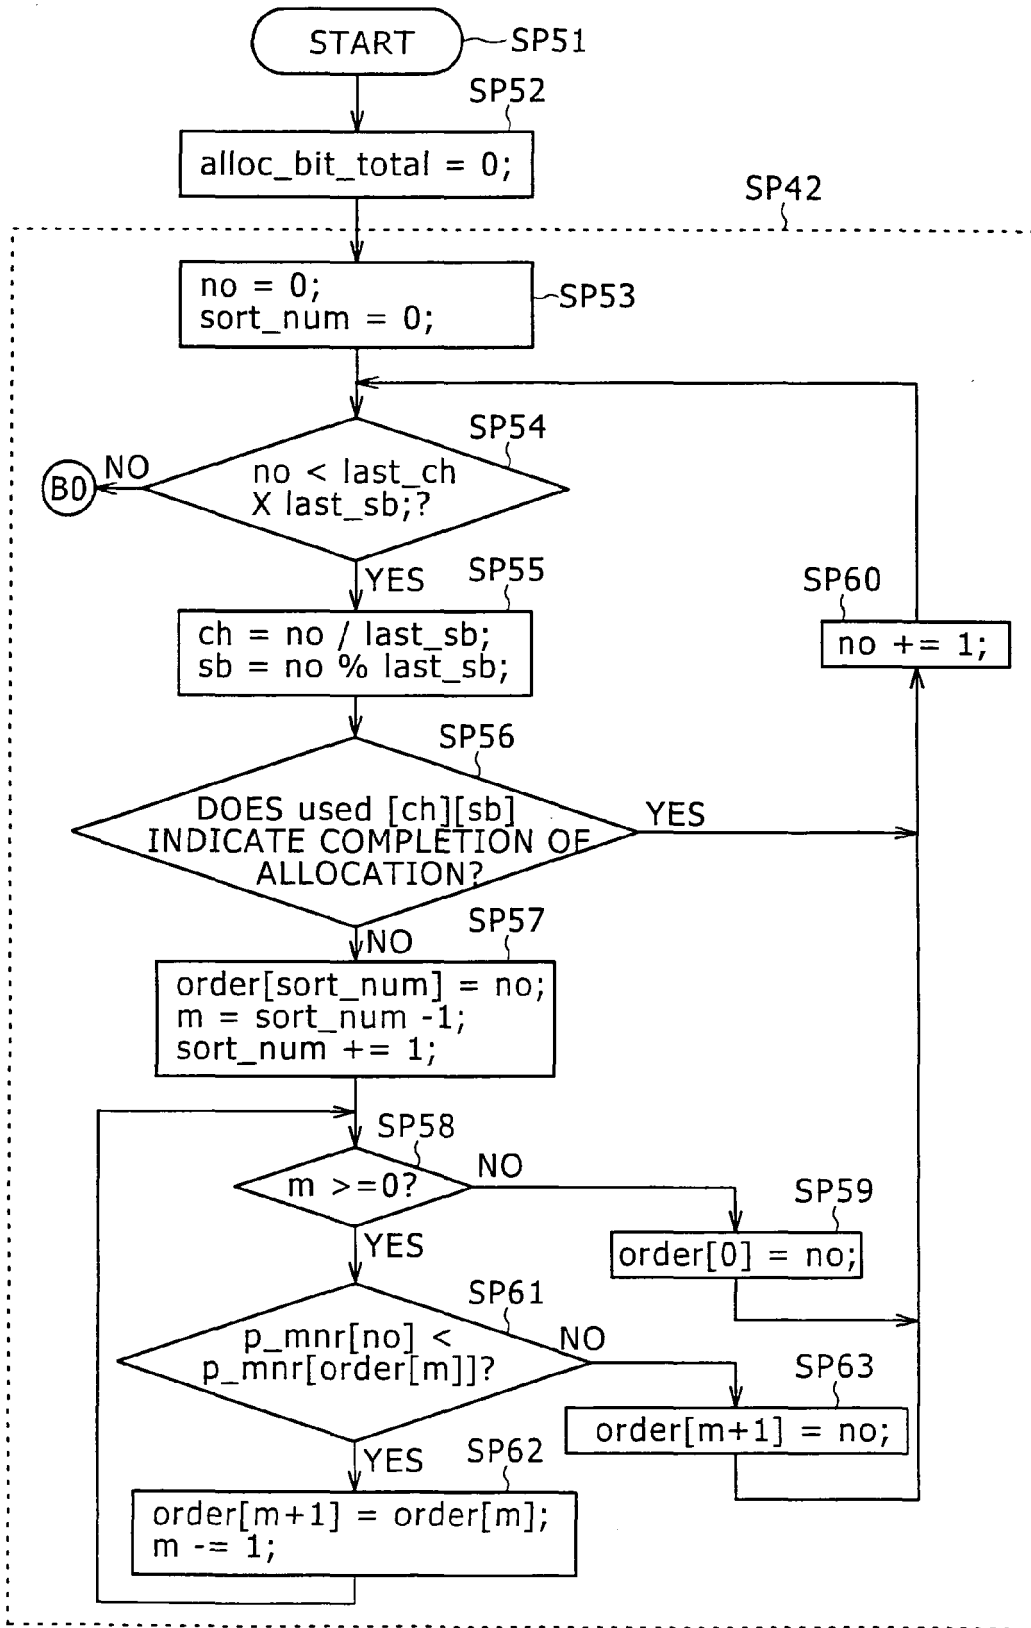 START
SP51
SP52
alloc_bit_total = 0;
SP42
no = 0;
sort_num = 0;
SP53
SP54
no < last_ch
X last_sb;?
NO
B0
YES
SP55
ch = no / last_sb;
sb = no % last_sb;
SP60
no += 1;
SP56
DOES used [ch][sb]
INDICATE COMPLETION OF
ALLOCATION?
YES
NO
SP57
order[sort_num] = no;
m = sort_num -1;
sort_num += 1;
SP58
m >=0?
NO
SP59
order[0] = no;
YES
SP61
p_mnr[no] <
p_mnr[order[m]]?
NO
SP63
order[m+1] = no;
YES
SP62
order[m+1] = order[m];
m -= 1;